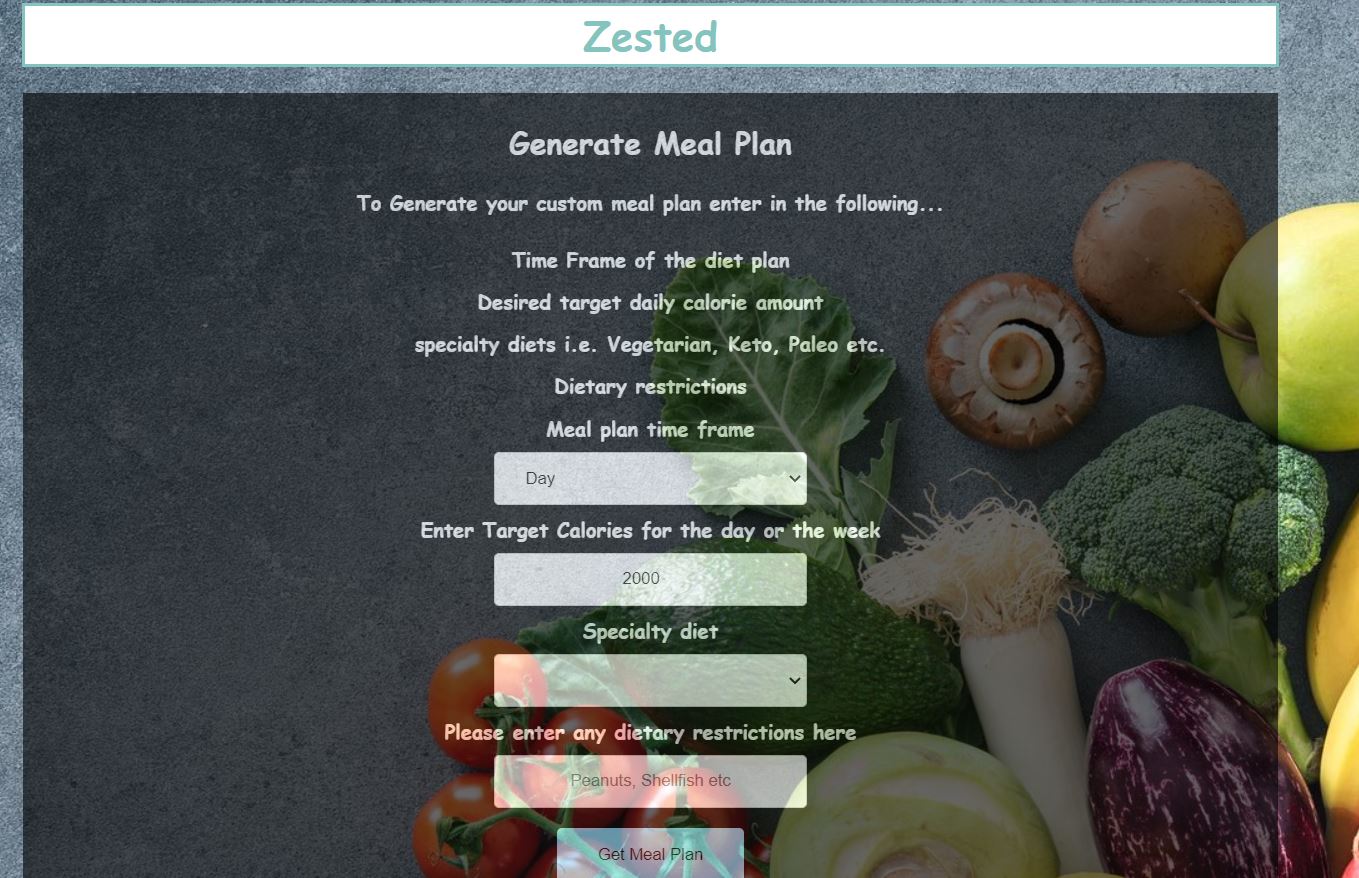 Zested
Generate Meal Plan
To Generate your custom meal plan enter in the following...
Time Frame of the diet plan
Desired target daily calorie amount
specialty diets i.e. Vegetarian, Keto, Paleo etc.
Dietary restrictions
Meal plan time frame
Day
Enter Target Calories for the day or the week
2000
Specialty diet
Please enter any dietary restrictions here
Peanuts, Shellfish etc
Get Meal Plan